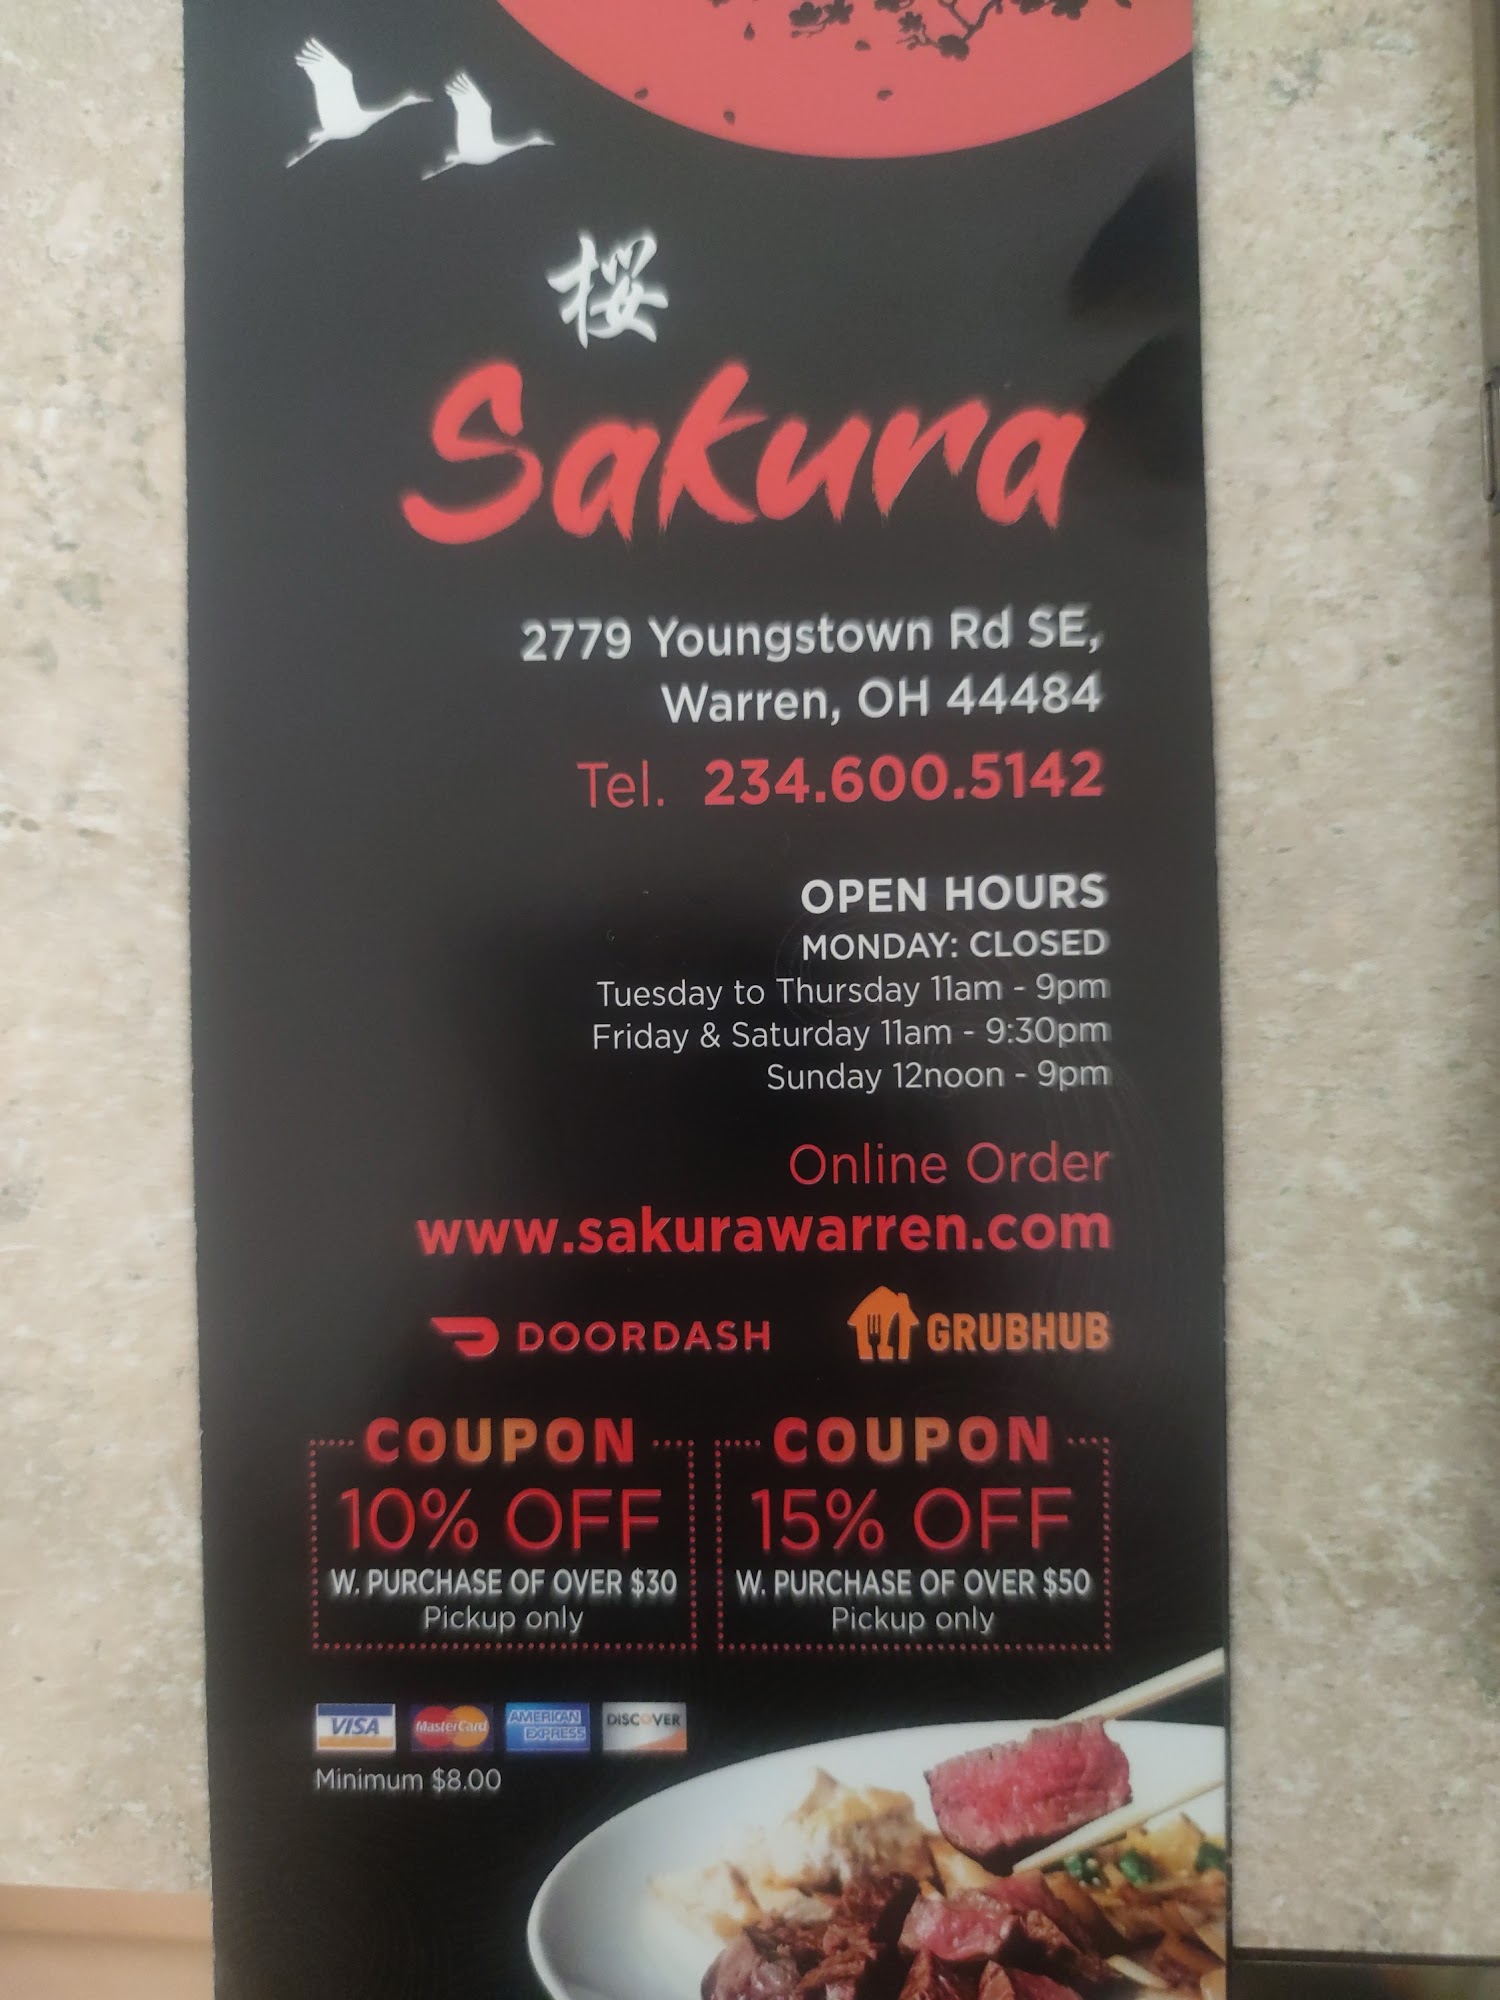 桜
Sakura
2779 Youngstown Rd SE,
Warren, OH 44484
Tel. 234.600.5142
OPEN HOURS
MONDAY: CLOSED
Tuesday to Thursday 11am - 9pm
Friday & Saturday 11am - 9:30pm
Sunday 12noon - 9pm
Online Order
www.sakurawarren.com
DOORDASH GRUBHUB
COUPON
10% OFF
W. PURCHASE OF OVER $30
Pickup only
COUPON
15% OFF
W. PURCHASE OF OVER $50
Pickup only
VISA MasterCard AMERICAN EXPRESS DISCOVER
Minimum $8.00